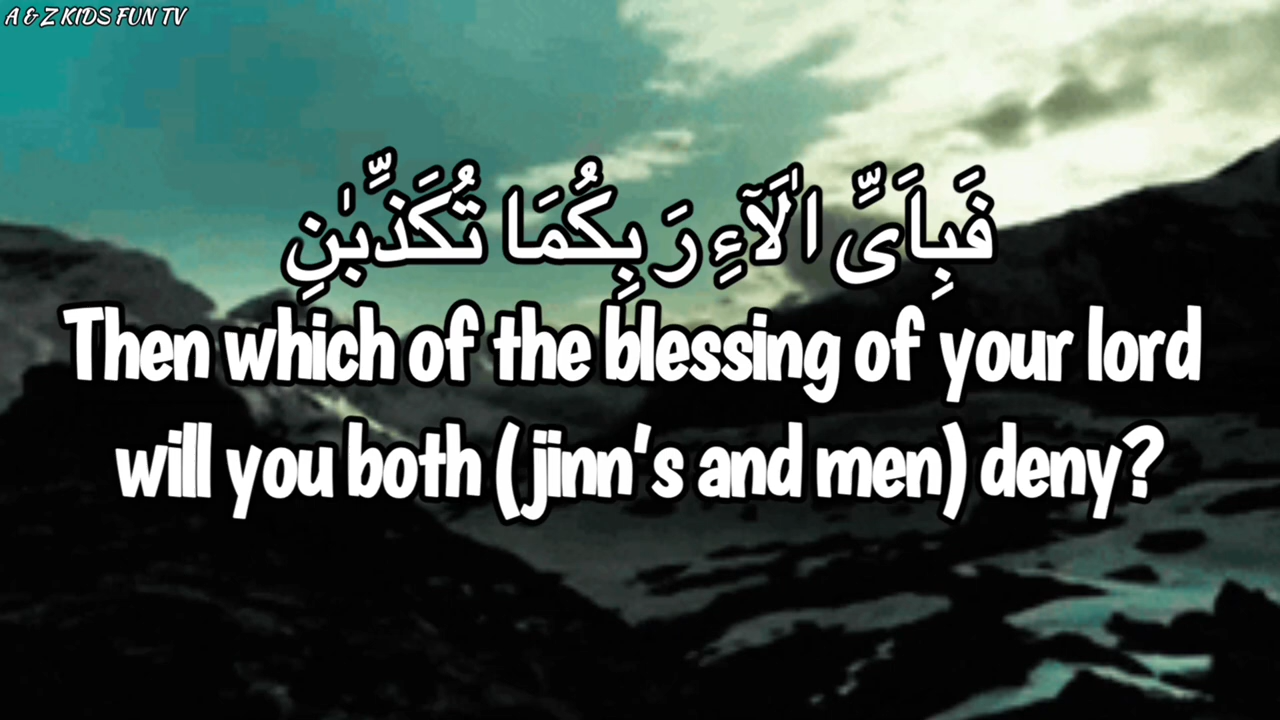 A & Z KIDS FUN TV
فَبِاَىِّ اٰلَآءِ رَ بِكُمَا تُكَذِّبٰنِ
Then which of the blessing of your lord
will you both (jinn's and men) deny?